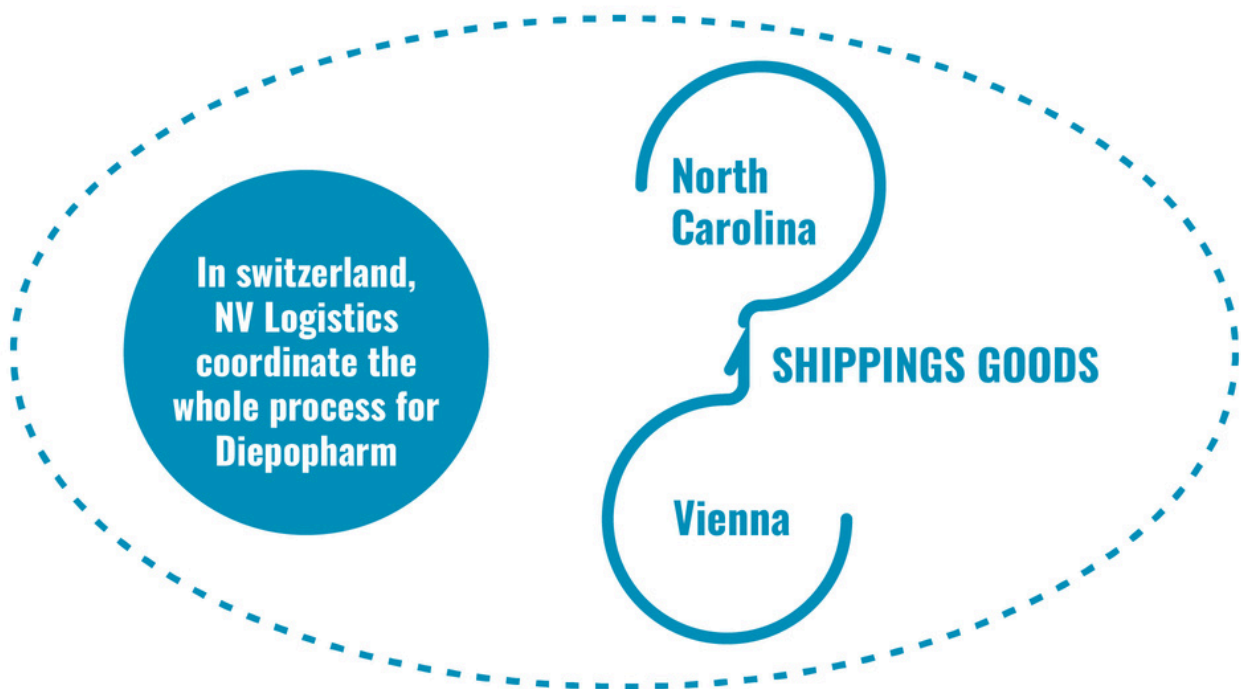 In switzerland,
NV Logistics
coordinate the
whole process for
Diepopharm
North
Carolina
SHIPPINGS GOODS
Vienna